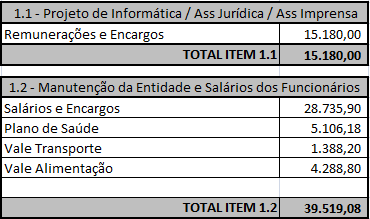 1.1 - Projeto de Informática / Ass Jurídica / Ass Imprensa
Remunerações e Encargos 15.180,00
TOTAL ITEM 1.1 15.180,00
1.2 - Manutenção da Entidade e Salários dos Funcionários
Salários e Encargos 28.735,90
Plano de Saúde 5.106,18
Vale Transporte 1.388,20
Vale Alimentação 4.288,80
TOTAL ITEM 1.2 39.519,08